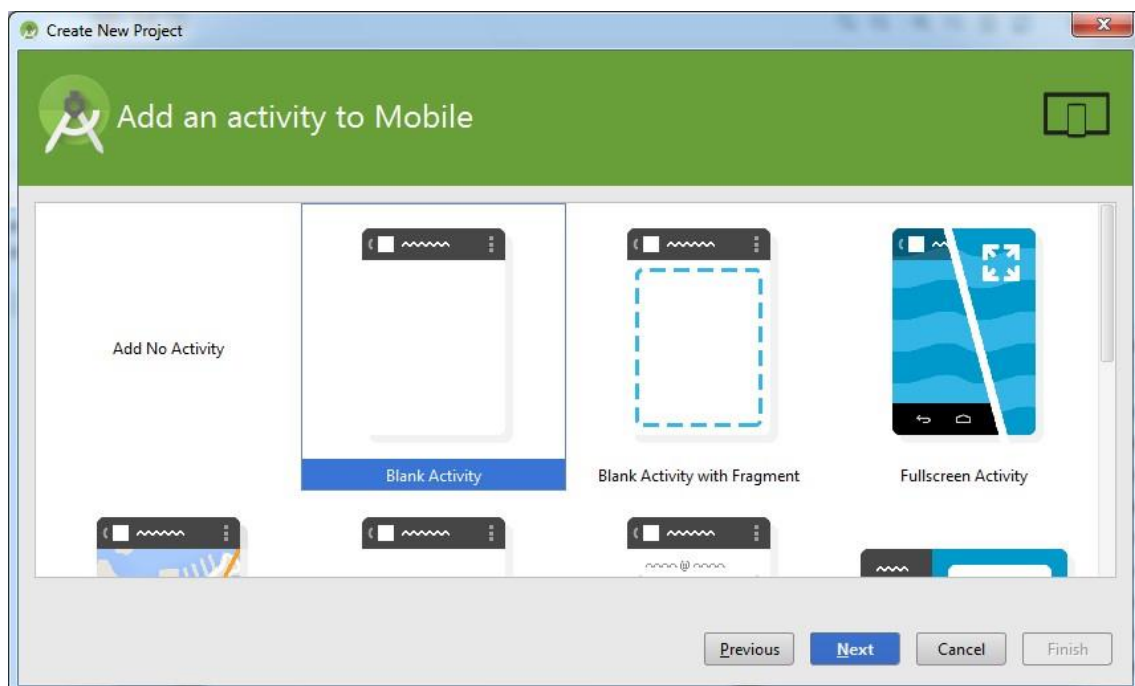 Create New Project
Add an activity to Mobile
Add No Activity
Blank Activity
Blank Activity with Fragment
Fullscreen Activity
@
Previous
Next
Cancel
Finish